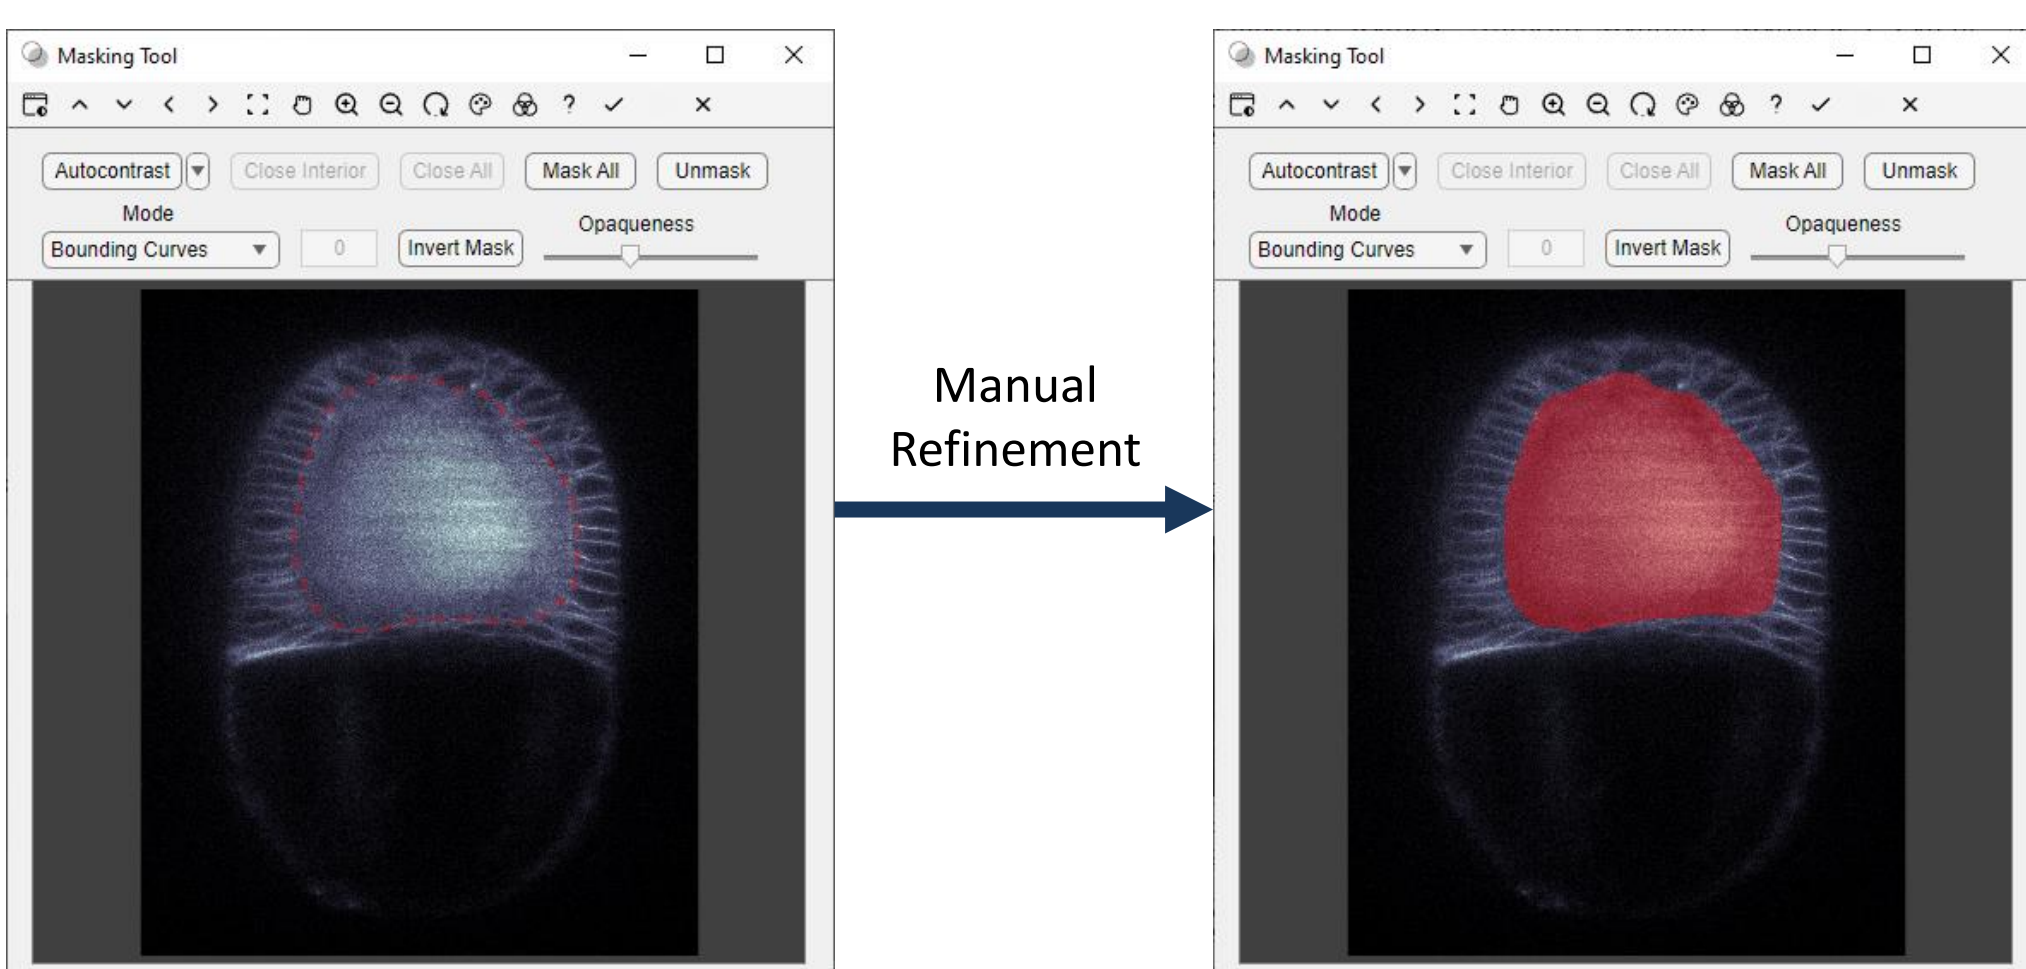 Masking Tool
?
Autocontrast Close Interior Close All Mask All Unmask
Mode
Opaqueness
Bounding Curves 0 Invert Mask
Manual
Refinement
Masking Tool
?
Autocontrast Close Interior Close All Mask All Unmask
Mode
Opaqueness
Bounding Curves 0 Invert Mask